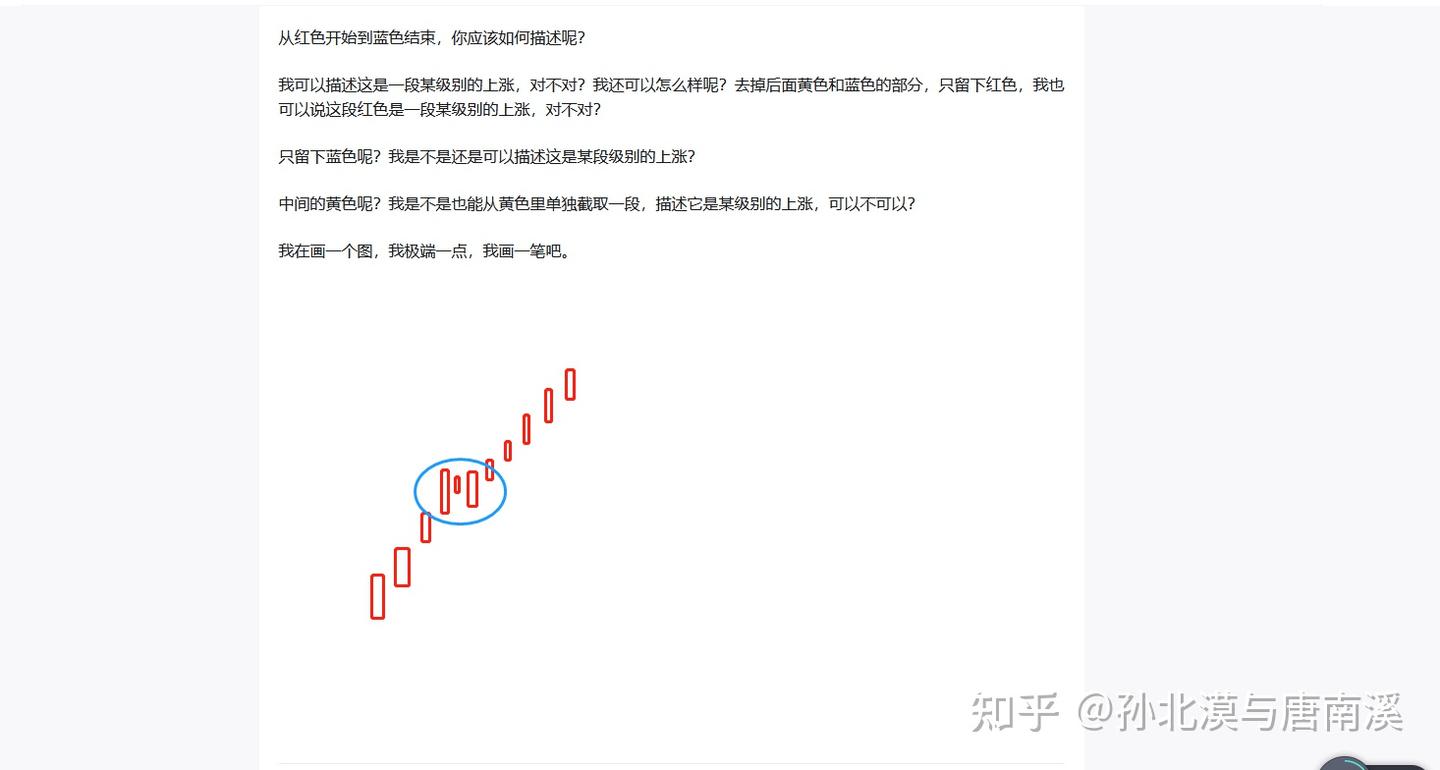 从红色开始到蓝色结束，你应该如何描述呢？
我可以描述这是一段某级别的上涨，对不对？我还可以怎么样呢？去掉后面黄色和蓝色的部分，只留下红色，我也
可以说这段红色是一段某级别的上涨，对不对？
只留下蓝色呢？我是不是还是可以描述这是某段级别的上涨？
中间的黄色呢？我是不是也能从黄色里单独截取一段，描述它是某级别的上涨，可以不可以？
我在画一个图，我极端一点，我画一笔吧。
知乎 @孙北漠与唐南溪